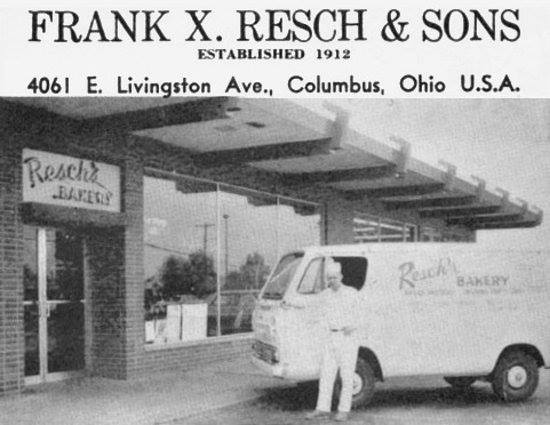 FRANK X. RESCH & SONS
ESTABLISHED 1912
4061 E. Livingston Ave., Columbus, Ohio U.S.A.
Resch's
BAKERY
Resch's
BAKERY